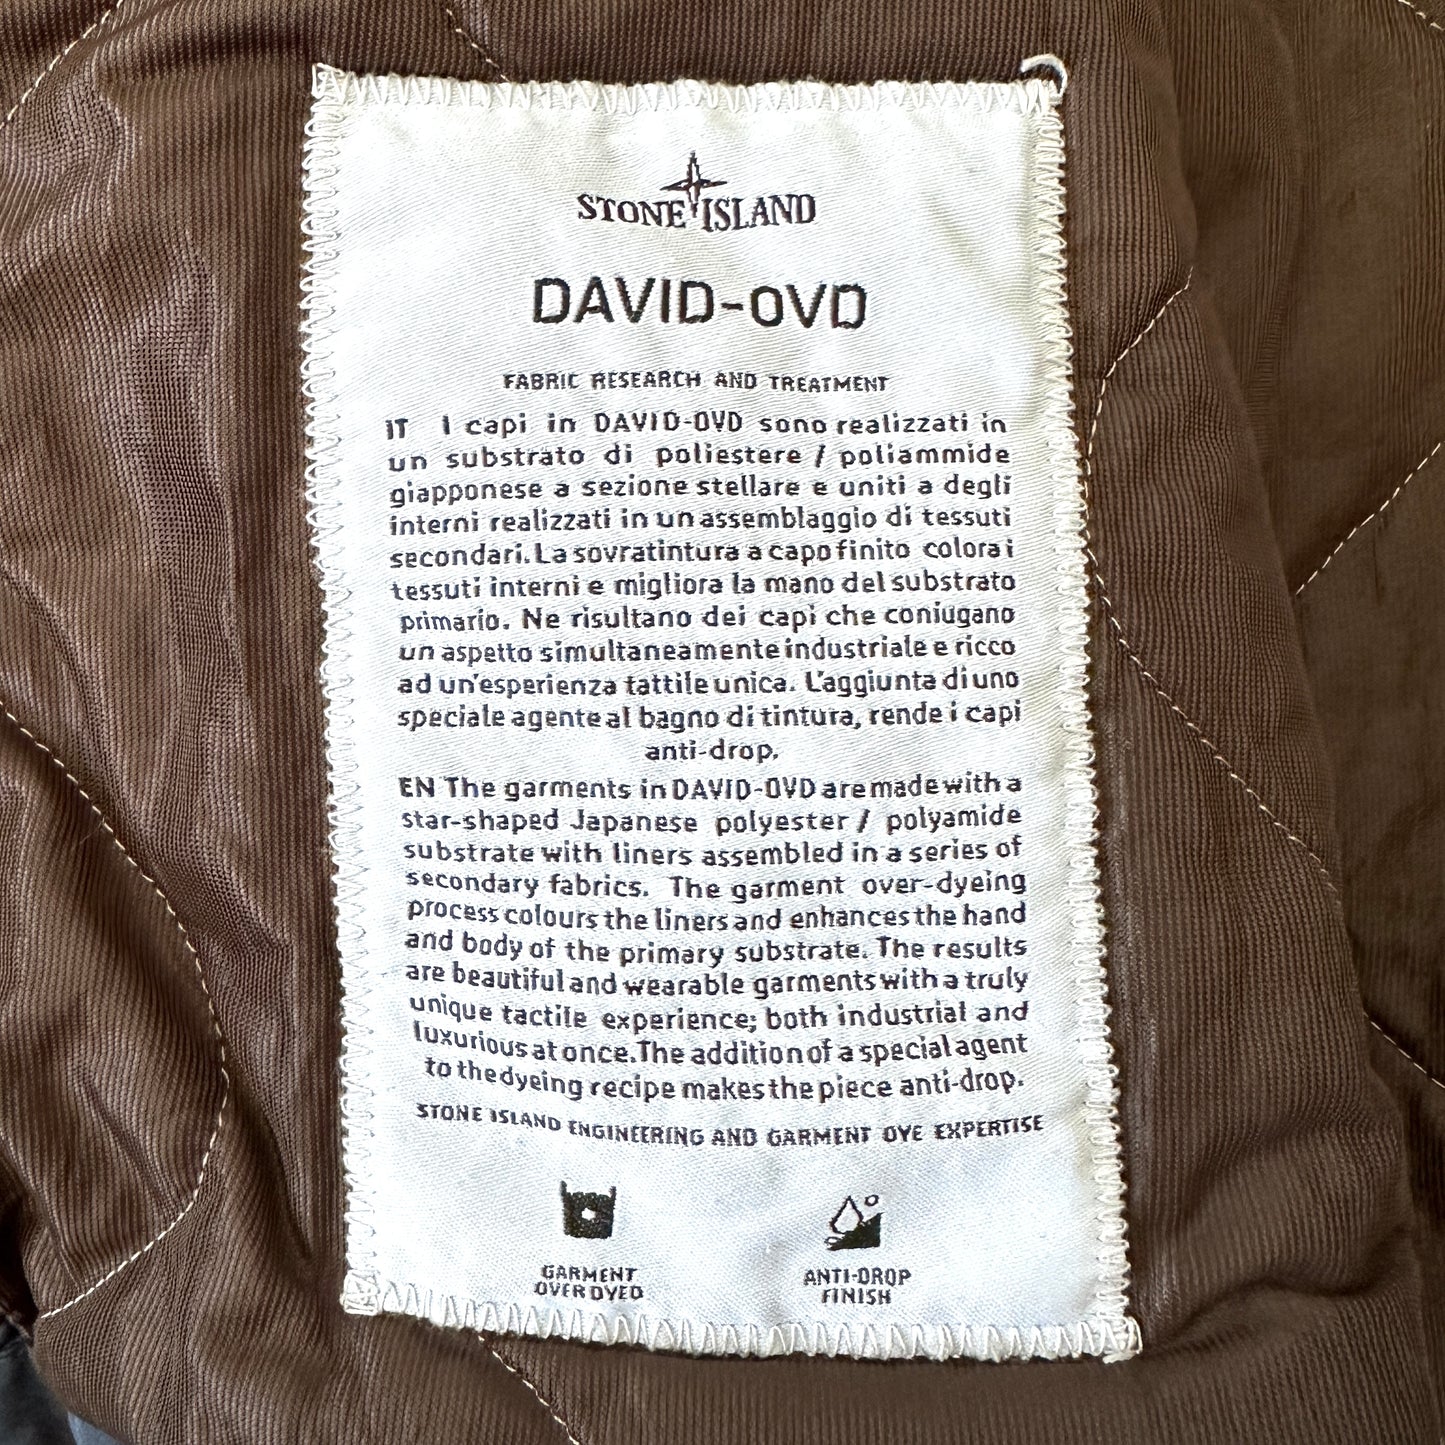 STONE ISLAND
DAVID-OVD
FABRIC RESEARCH AND TREATMENT
IT I capi in DAVID-OVD sono realizzati in
un substrato di poliestere / poliammide
giapponese a sezione stellare e uniti a degli
interni realizzati in un assemblaggio di tessuti
secondari. La sovratintura a capo finito colora i
tessuti interni e migliora la mano del substrato
primario. Ne risultano dei capi che coniugano
un aspetto simultaneamente industriale e ricco
ad un'esperienza tattile unica. L'aggiunta di uno
speciale agente al bagno di tintura, rende i capi
anti-drop.
EN The garments in DAVID-OVD are made with a
star-shaped Japanese polyester / polyamide
substrate with liners assembled in a series of
secondary fabrics. The garment over-dyeing
process colours the liners and enhances the hand
and body of the primary substrate. The results
are beautiful and wearable garments with a truly
unique tactile experience; both industrial and
luxurious at once. The addition of a special agent
to the dyeing recipe makes the piece anti-drop.
STONE ISLAND ENGINEERING AND GARMENT DYE EXPERTISE
GARMENT
OVER DYED
ANTI-DROP
FINISH